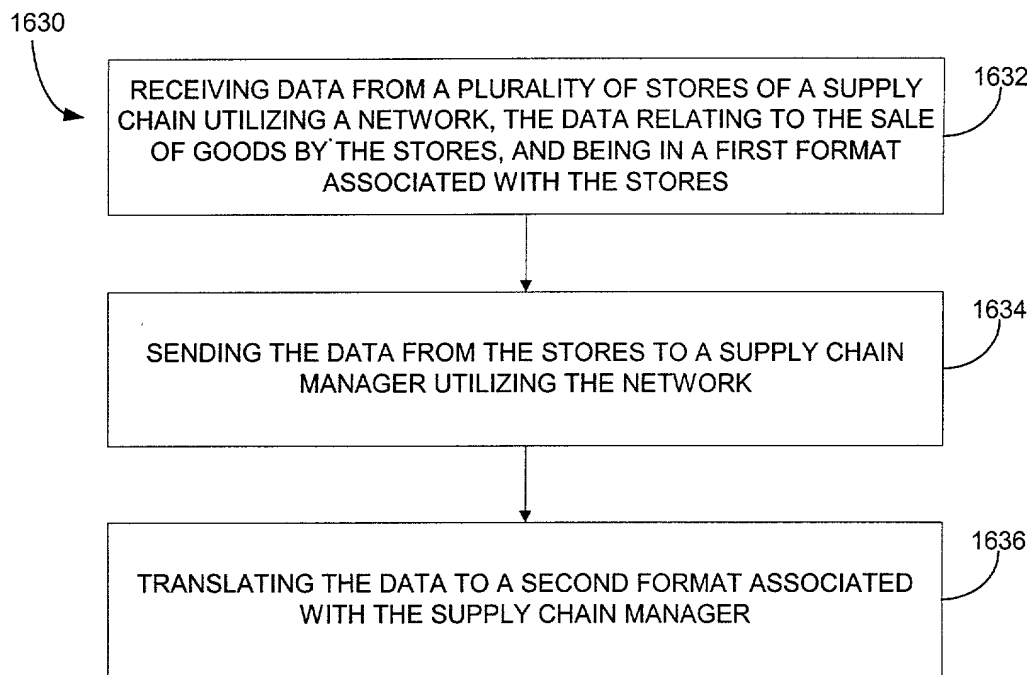 1630
1632
RECEIVING DATA FROM A PLURALITY OF STORES OF A SUPPLY
CHAIN UTILIZING A NETWORK, THE DATA RELATING TO THE SALE
OF GOODS BY THE STORES, AND BEING IN A FIRST FORMAT
ASSOCIATED WITH THE STORES
1634
SENDING THE DATA FROM THE STORES TO A SUPPLY CHAIN
MANAGER UTILIZING THE NETWORK
1636
TRANSLATING THE DATA TO A SECOND FORMAT ASSOCIATED
WITH THE SUPPLY CHAIN MANAGER